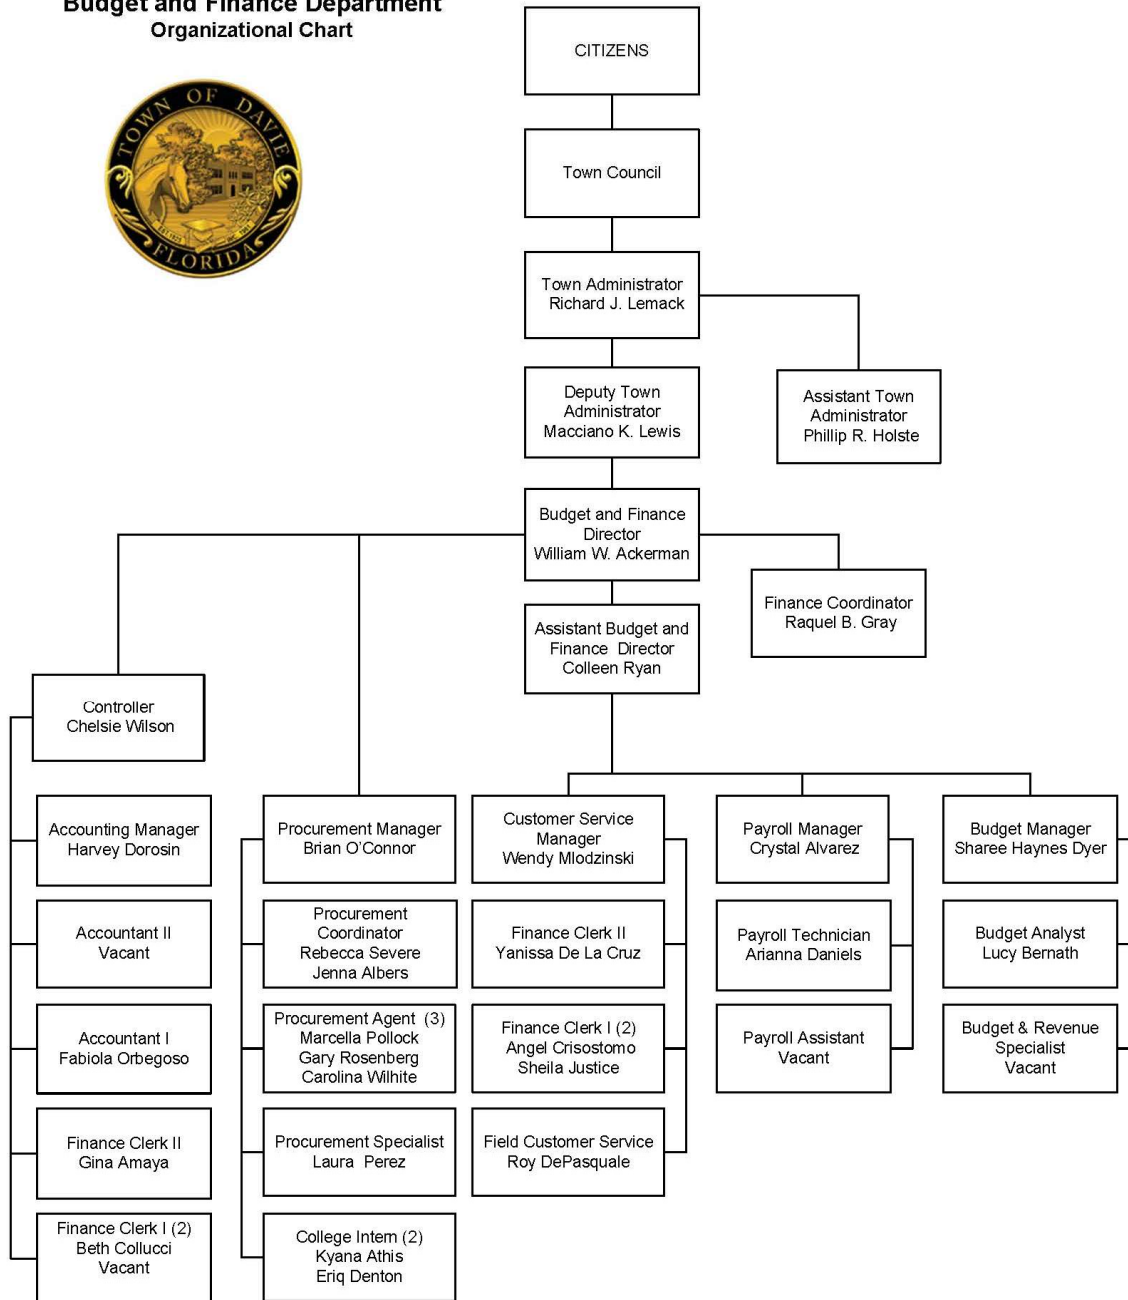 Budget and Finance Department
Organizational Chart
TOWN OF DAVIE
FLORIDA
CITIZENS
Town Council
Town Administrator
Richard J. Lemack
Deputy Town
Administrator
Macciano K. Lewis
Assistant Town
Administrator
Phillip R. Holste
Budget and Finance
Director
William W. Ackerman
Finance Coordinator
Raquel B. Gray
Assistant Budget and
Finance Director
Colleen Ryan
Controller
Chelsie Wilson
Accounting Manager
Harvey Dorosin
Accountant II
Vacant
Accountant I
Fabiola Orbegoso
Finance Clerk II
Gina Amaya
Finance Clerk I (2)
Beth Collucci
Vacant
Procurement Manager
Brian O'Connor
Procurement
Coordinator
Rebecca Severe
Jenna Albers
Procurement Agent (3)
Marcella Pollock
Gary Rosenberg
Carolina Wilhite
Procurement Specialist
Laura Perez
College Intern (2)
Kyana Athis
Eriq Denton
Customer Service
Manager
Wendy Mlodzinski
Finance Clerk II
Yanissa De La Cruz
Finance Clerk I (2)
Angel Crisostomo
Sheila Justice
Field Customer Service
Roy DePasquale
Payroll Manager
Crystal Alvarez
Payroll Technician
Arianna Daniels
Payroll Assistant
Vacant
Budget Manager
Sharee Haynes Dyer
Budget Analyst
Lucy Bernath
Budget & Revenue
Specialist
Vacant